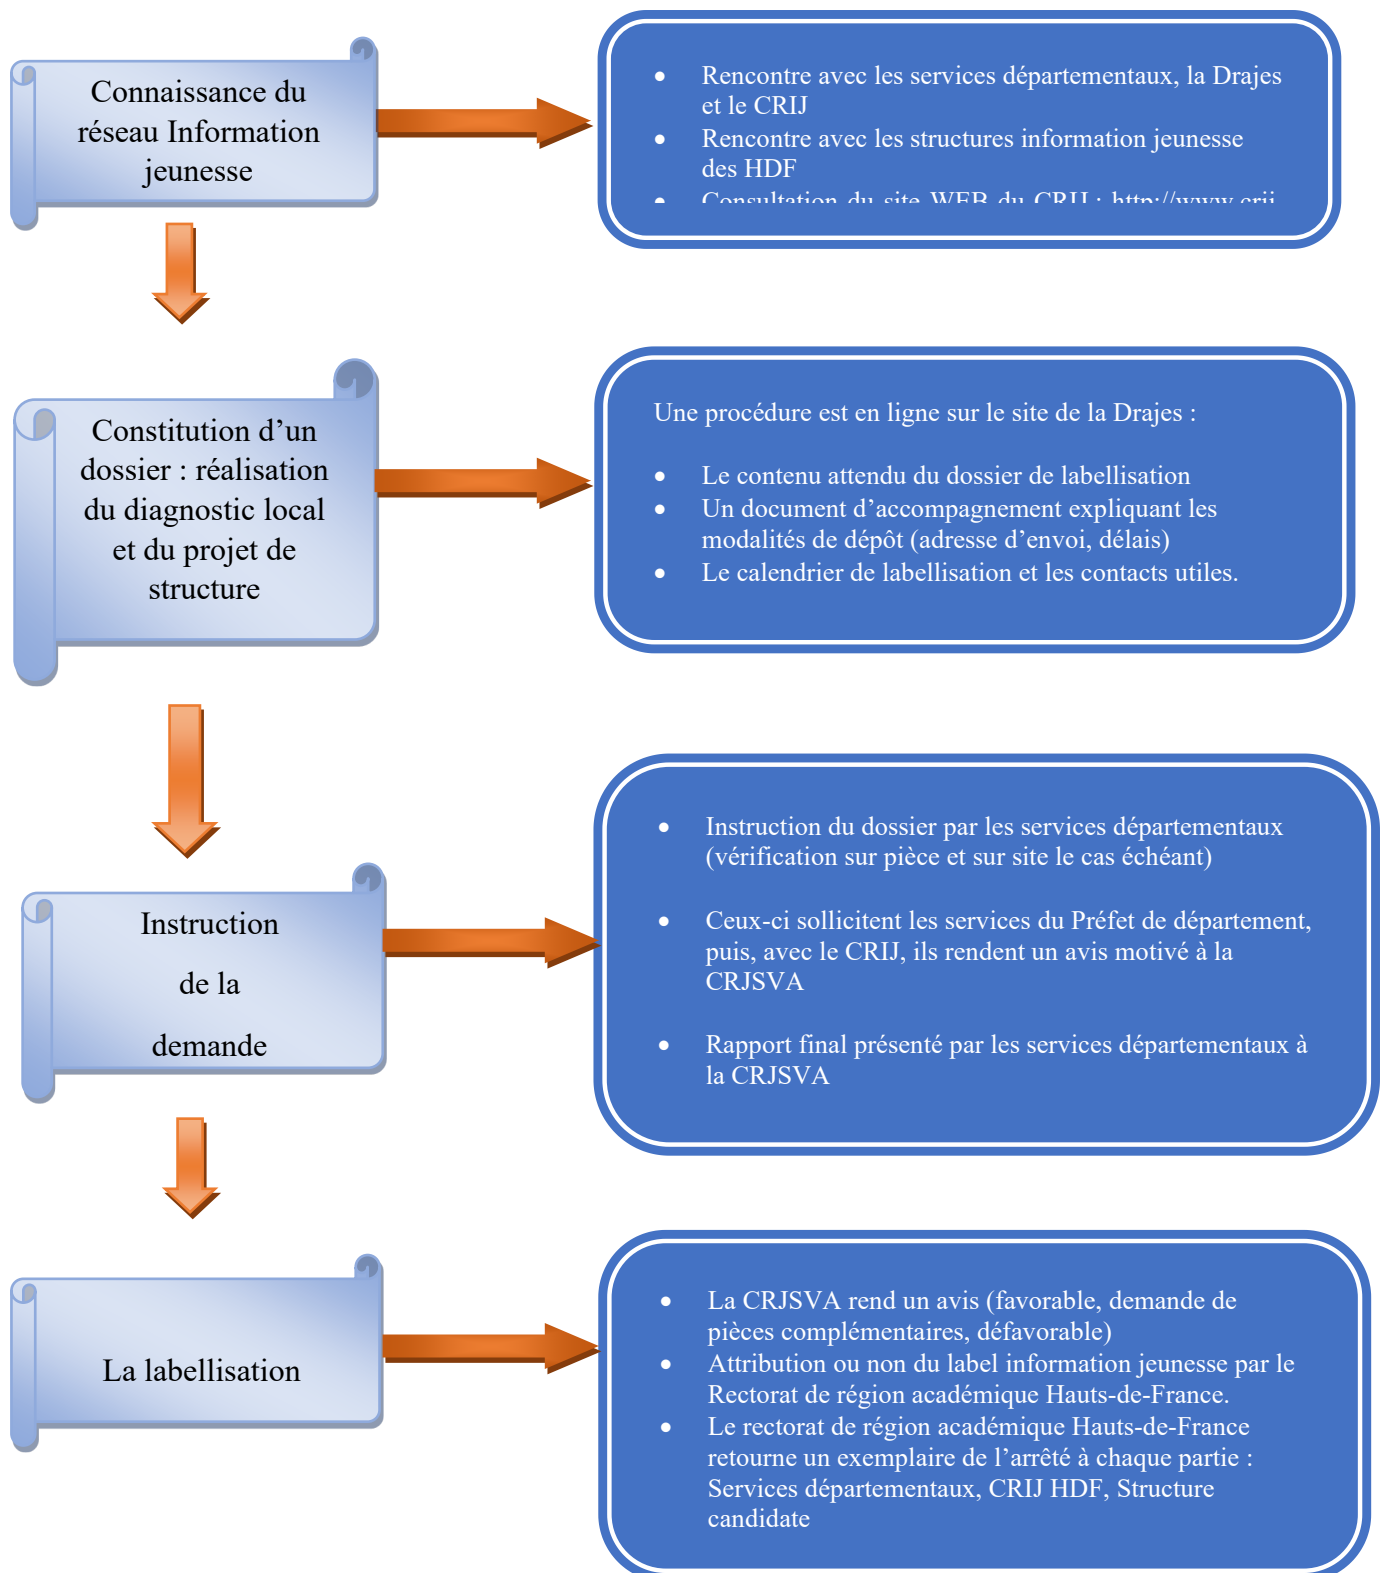 Connaissance du
réseau Information
jeunesse
• Rencontre avec les services départementaux, la Drajes
et le CRIJ
• Rencontre avec les structures information jeunesse
des HDF
• Consultation du site WEB du CRIJ : http://www.crij
Constitution d’un
dossier : réalisation
du diagnostic local
et du projet de
structure
Une procédure est en ligne sur le site de la Drajes :
• Le contenu attendu du dossier de labellisation
• Un document d’accompagnement expliquant les
modalités de dépôt (adresse d’envoi, délais)
• Le calendrier de labellisation et les contacts utiles.
Instruction
de la
demande
• Instruction du dossier par les services départementaux
(vérification sur pièce et sur site le cas échéant)
• Ceux-ci sollicitent les services du Préfet de département,
puis, avec le CRIJ, ils rendent un avis motivé à la
CRJSVA
• Rapport final présenté par les services départementaux à
la CRJSVA
La labellisation
• La CRJSVA rend un avis (favorable, demande de
pièces complémentaires, défavorable)
• Attribution ou non du label information jeunesse par le
Rectorat de région académique Hauts-de-France.
• Le rectorat de région académique Hauts-de-France
retourne un exemplaire de l’arrêté à chaque partie :
Services départementaux, CRIJ HDF, Structure
candidate